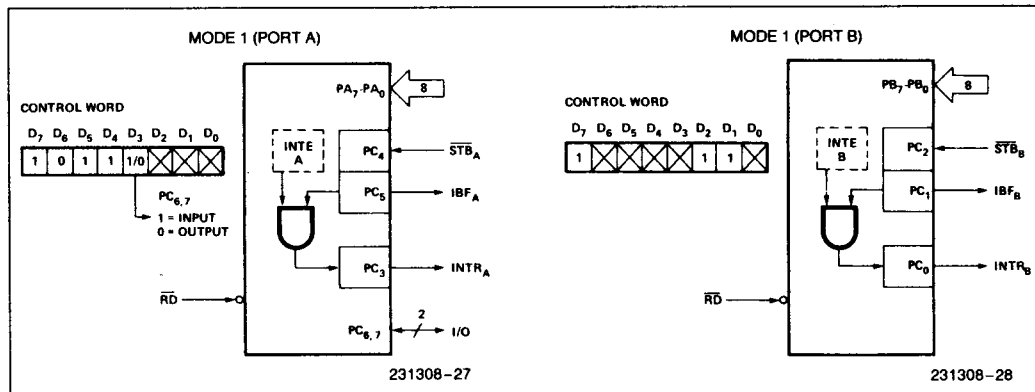 MODE 1 (PORT A)
PA7-PA0
8
CONTROL WORD
D7 D6 D5 D4 D3 D2 D1 D0
1 0 1 1 1/0
PC6,7
1 = INPUT
0 = OUTPUT
INTE
A
PC4
STBA
PC5
IBFA
PC3
INTRA
RD
PC6, 7
2
I/O
231308-27
MODE 1 (PORT B)
PB7-PB0
8
CONTROL WORD
D7 D6 D5 D4 D3 D2 D1 D0
1 1 1
INTE
B
PC2
STBB
PC1
IBFB
PC0
INTRB
RD
231308-28